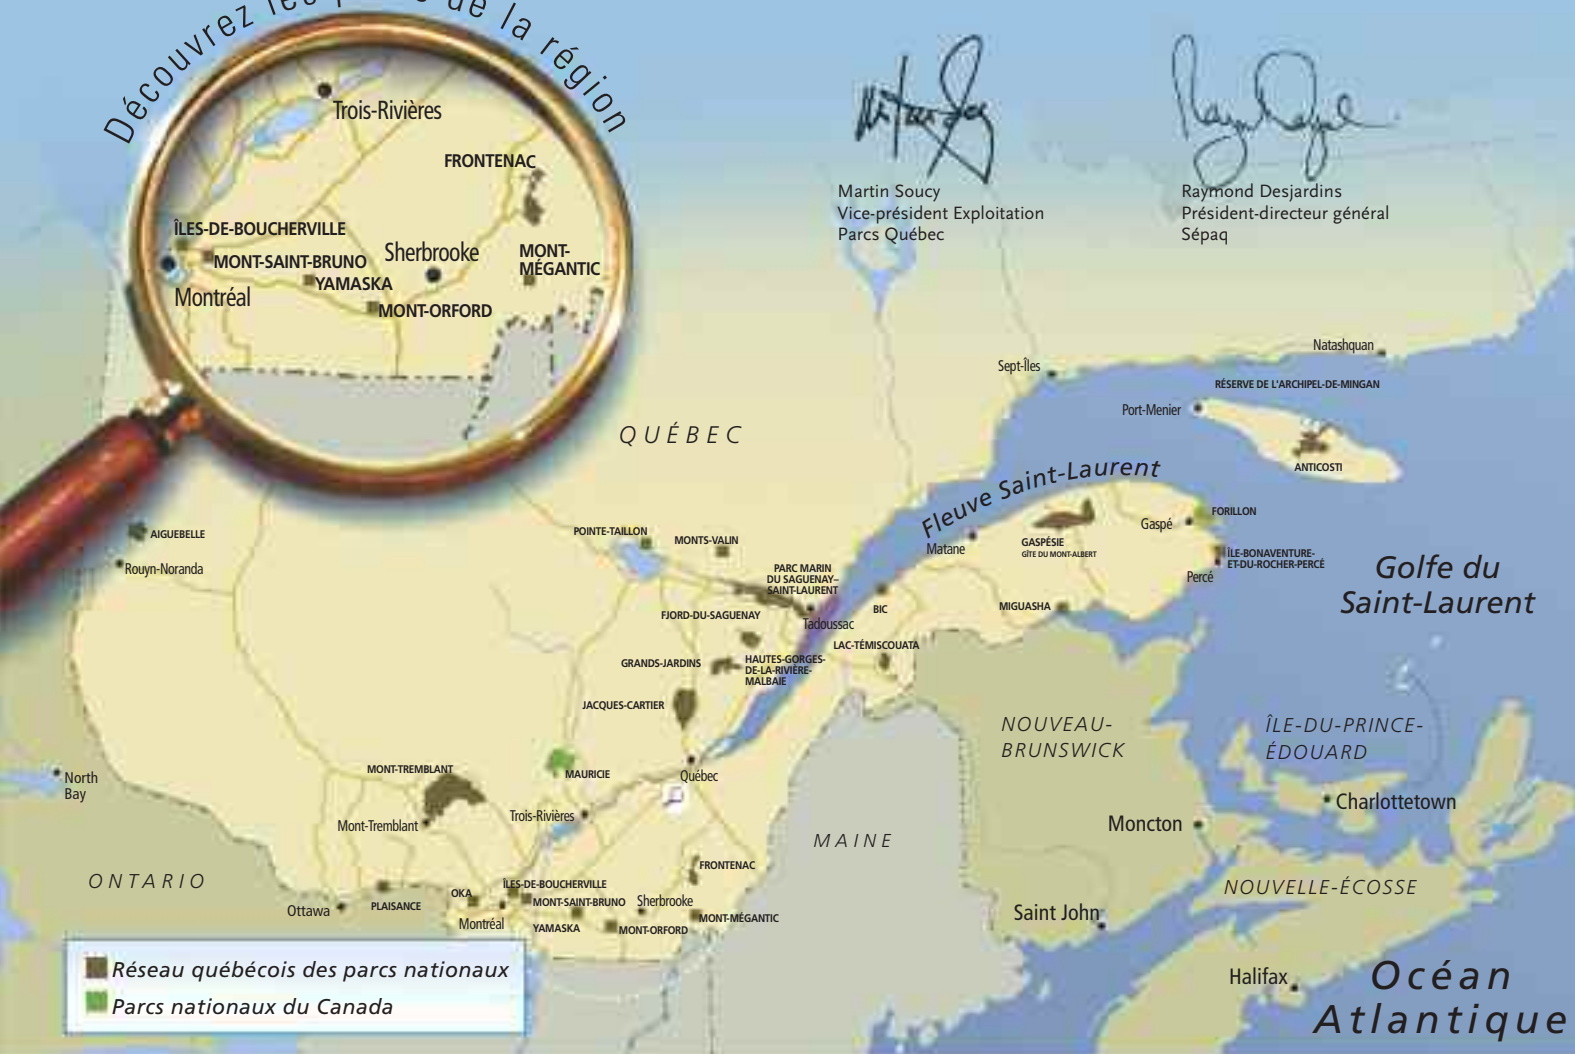 Découvrez les parcs de la région
Trois-Rivières
FRONTENAC
ÎLES-DE-BOUCHERVILLE
MONT-SAINT-BRUNO
Sherbrooke
MONT-
MÉGANTIC
YAMASKA
Montréal
MONT-ORFORD
Martin Soucy
Vice-président Exploitation
Parcs Québec
Raymond Desjardins
Président-directeur général
Sépaq
Natashquan
Sept-Îles
RÉSERVE DE L'ARCHIPEL-DE-MINGAN
Port-Menier
ANTICOSTI
QUÉBEC
Fleuve Saint-Laurent
AIGUEBELLE
Rouyn-Noranda
POINTE-TAILLON
MONTS-VALIN
PARC MARIN
DU SAGUENAY–
SAINT-LAURENT
FJORD-DU-SAGUENAY
Tadoussac
Matane
GASPÉSIE
GÎTE DU MONT-ALBERT
Gaspé
FORILLON
ÎLE-BONAVENTURE-
ET-DU-ROCHER-PERCÉ
Percé
BIC
MIGUASHA
LAC-TÉMISCOUATA
Golfe du
Saint-Laurent
GRANDS-JARDINS
HAUTES-GORGES-
DE-LA-RIVIÈRE-
MALBAIE
JACQUES-CARTIER
NOUVEAU-
BRUNSWICK
ÎLE-DU-PRINCE-
ÉDOUARD
North
Bay
MONT-TREMBLANT
MAURICIE
Québec
Mont-Tremblant
Trois-Rivières
Charlottetown
Moncton
MAINE
ONTARIO
FRONTENAC
NOUVELLE-ÉCOSSE
Ottawa
PLAISANCE
OKA
ÎLES-DE-BOUCHERVILLE
MONT-SAINT-BRUNO
Sherbrooke
Montréal
YAMASKA
MONT-ORFORD
MONT-MÉGANTIC
Saint John
Halifax
Océan
Atlantique
Réseau québécois des parcs nationaux
Parcs nationaux du Canada